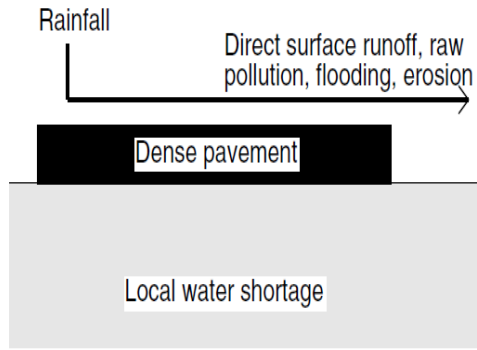 Rainfall
Direct surface runoff, raw
pollution, flooding, erosion
Dense pavement
Local water shortage